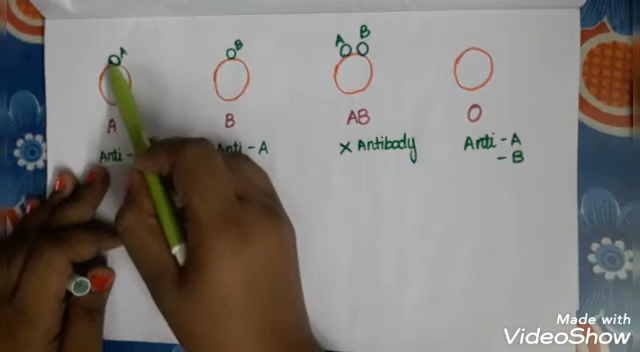 A B A B
A B AB O
Anti - Anti - A X Antibody Anti - A
- B
Made with
VideoShow